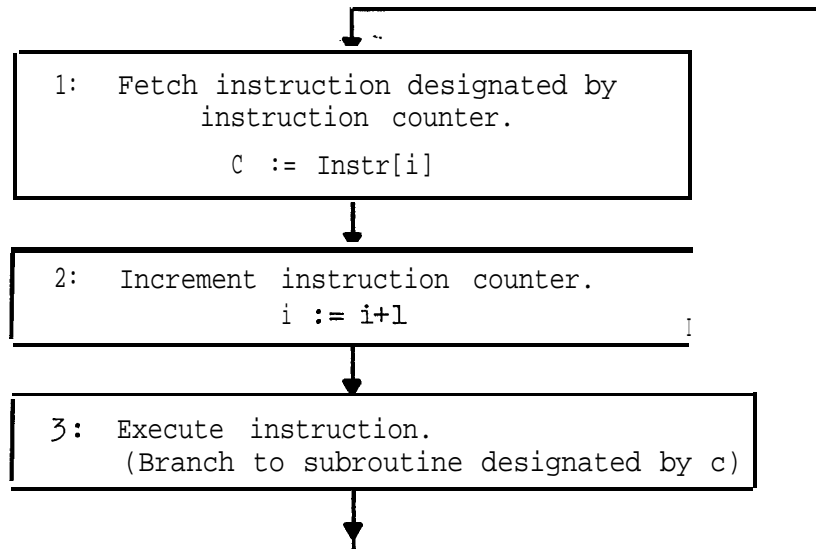 1: Fetch instruction designated by
instruction counter.
C := Instr[i]
2: Increment instruction counter.
i := i+1
3: Execute instruction.
(Branch to subroutine designated by c)